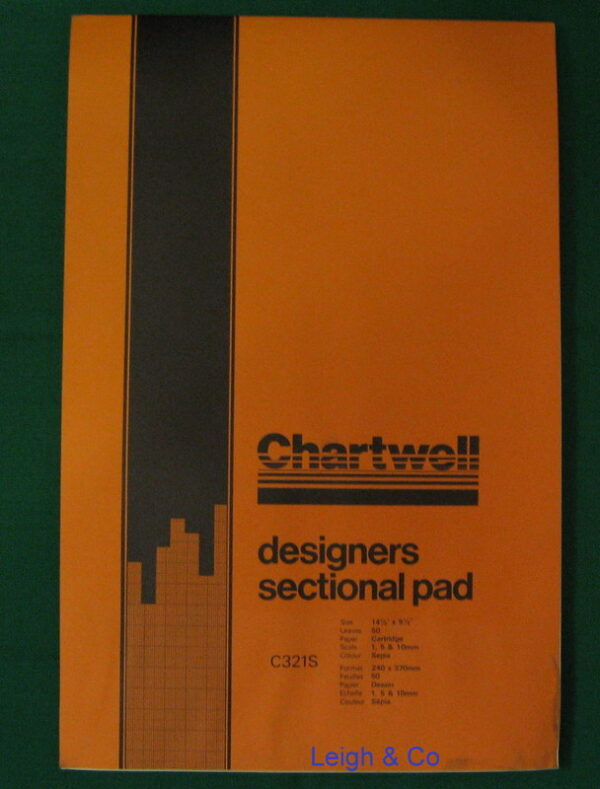 Chartwell
designers
sectional pad
C321S
Size 14½" x 9½"
Leaves 50
Paper Cartridge
Scale 1, 5 & 10mm
Colour Sepia
Format 240 x 370mm
Feuilles 50
Papier Dessin
Echelle 1, 5 & 10mm
Couleur Sepia
Leigh & Co